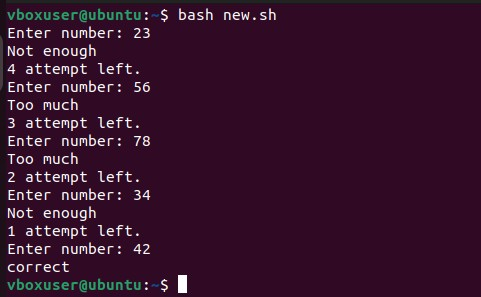 vboxuser@ubuntu:~$ bash new.sh
Enter number: 23
Not enough
4 attempt left.
Enter number: 56
Too much
3 attempt left.
Enter number: 78
Too much
2 attempt left.
Enter number: 34
Not enough
1 attempt left.
Enter number: 42
correct
vboxuser@ubuntu:~$